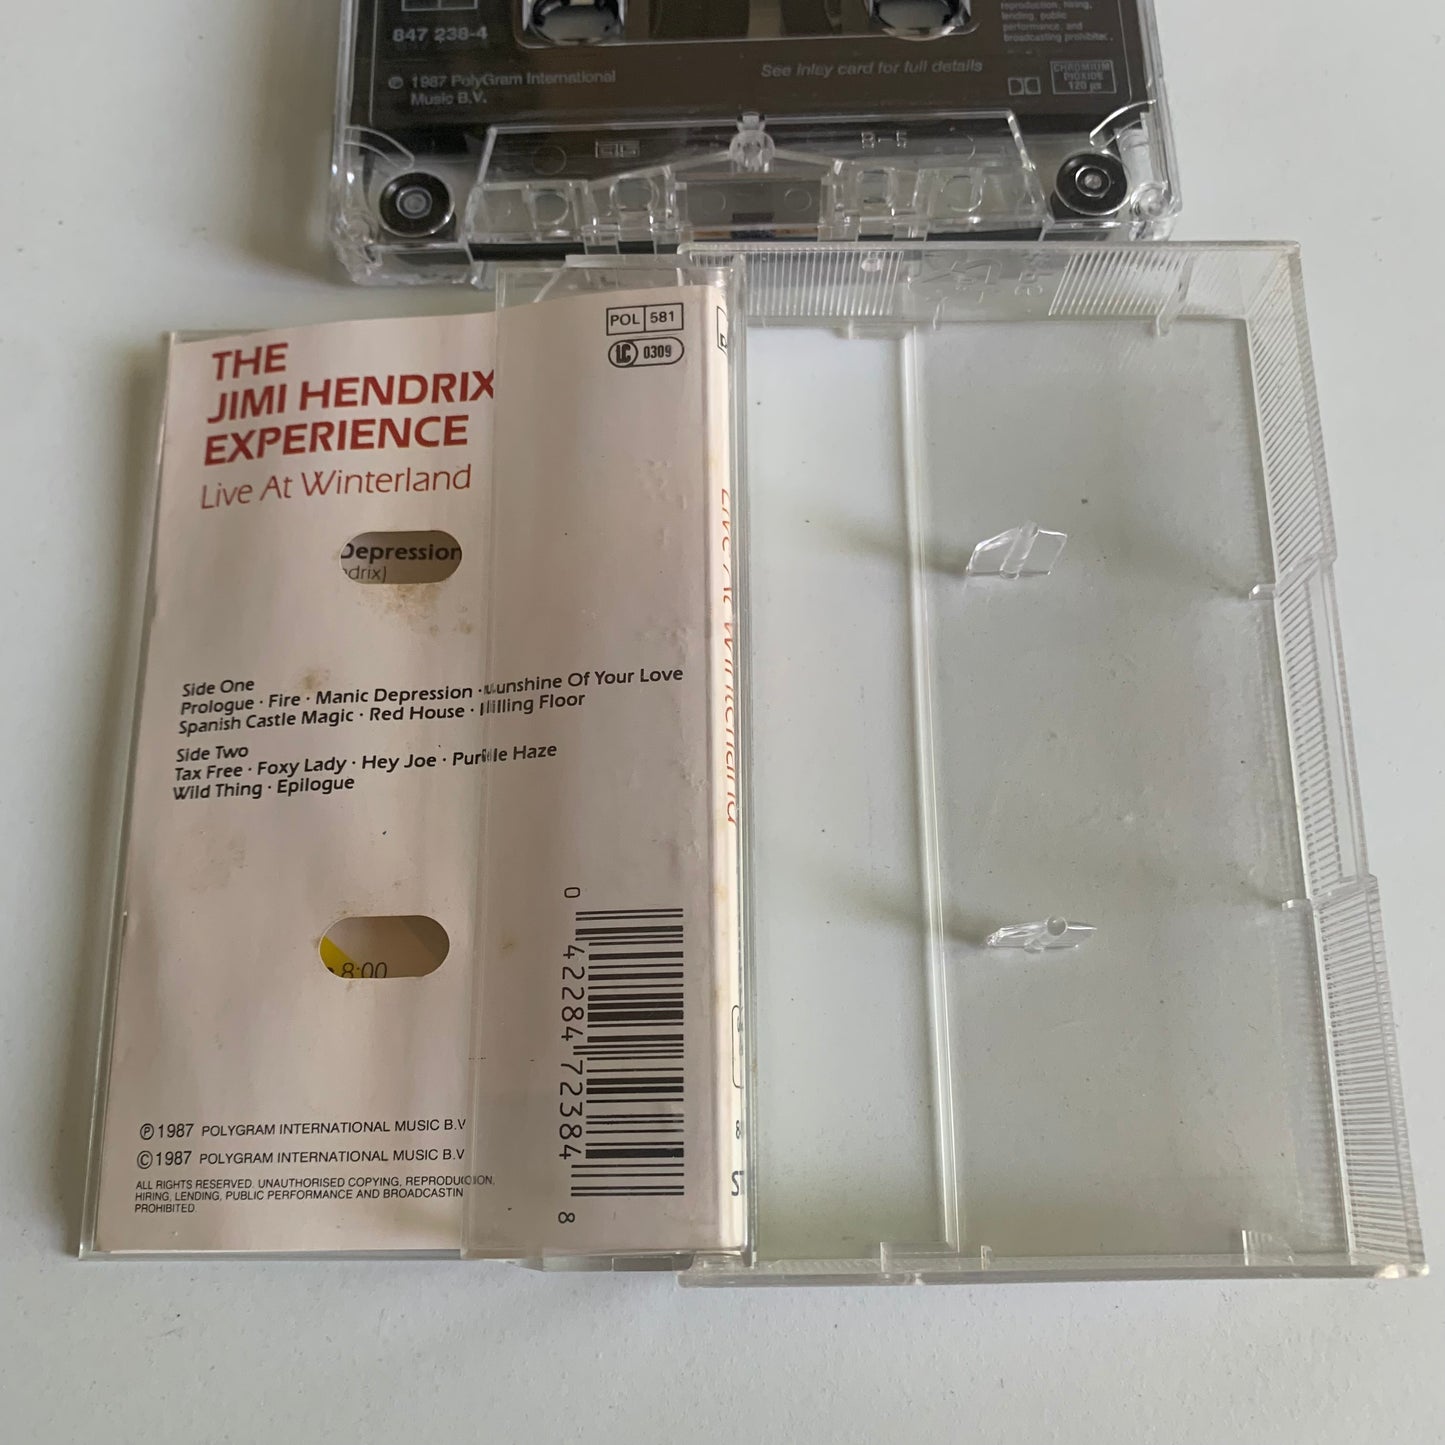 847 238-4
℗ 1987 PolyGram International
Music B.V.
See inlay card for full details
reproduction, hiring,
lending, public
performance, and
broadcasting prohibited.
CHROMIUM
DIOXIDE
120 µs
B-5
POL 581
LC 0309
THE
JIMI HENDRIX
EXPERIENCE
Live At Winterland
Depression
drix)
Side One
Prologue · Fire · Manic Depression · Sunshine Of Your Love
Spanish Castle Magic · Red House · Killing Floor
Side Two
Tax Free · Foxy Lady · Hey Joe · Purple Haze
Wild Thing · Epilogue
8:00
0 42284 72384 8
℗ 1987 POLYGRAM INTERNATIONAL MUSIC B.V
© 1987 POLYGRAM INTERNATIONAL MUSIC B.V
ALL RIGHTS RESERVED. UNAUTHORISED COPYING, REPRODUCTION,
HIRING, LENDING, PUBLIC PERFORMANCE AND BROADCASTIN
PROHIBITED.
Live At Winterland
ST